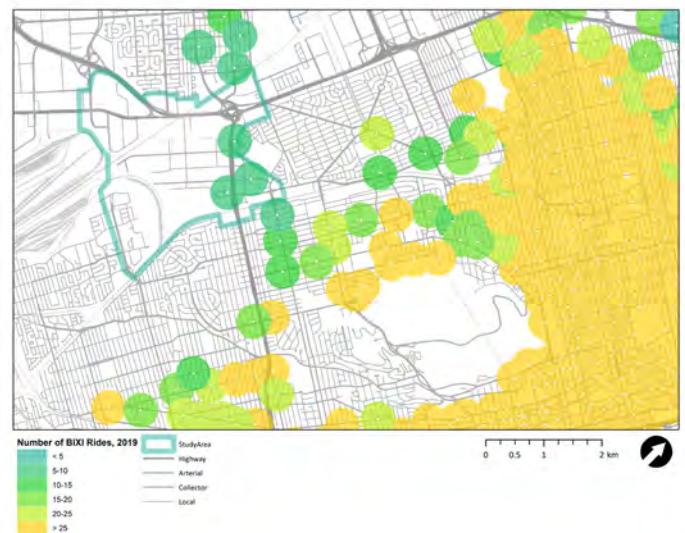 Number of BIXI Rides, 2019
< 5
5-10
10-15
15-20
20-25
> 25
StudyArea
Highway
Arterial
Collector
Local
0 0.5 1 2 km